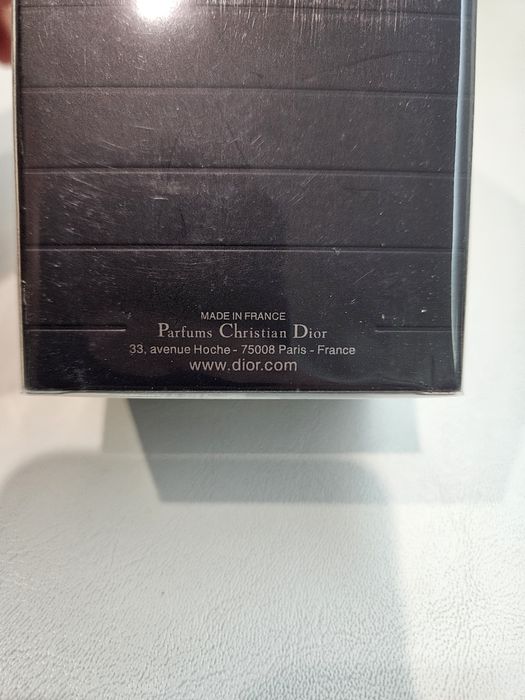 MADE IN FRANCE
Parfums Christian Dior
33, avenue Hoche - 75008 Paris - France
www.dior.com